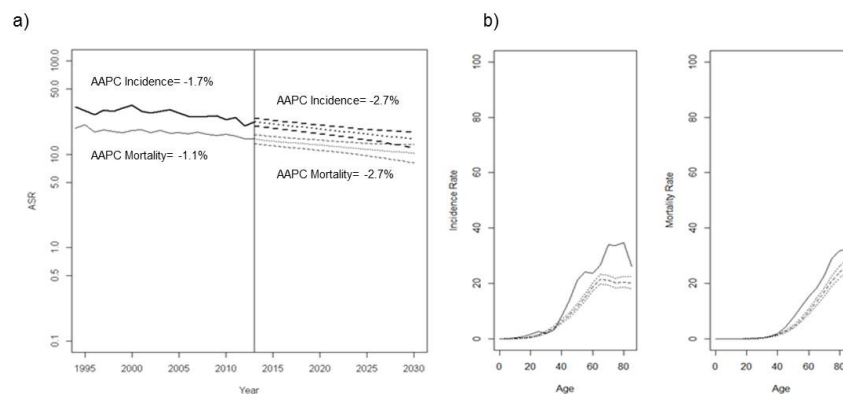 a)
AAPC Incidence= -1.7%
AAPC Incidence= -2.7%
AAPC Mortality= -1.1%
AAPC Mortality= -2.7%
ASR
100.0
50.0
10.0
5.0
1.0
0.5
0.1
1995 2000 2005 2010 2015 2020 2025 2030
Year
b)
Incidence Rate
100
80
60
40
20
0
0 20 40 60 80
Age
Mortality Rate
100
80
60
40
20
0
0 20 40 60 80
Age